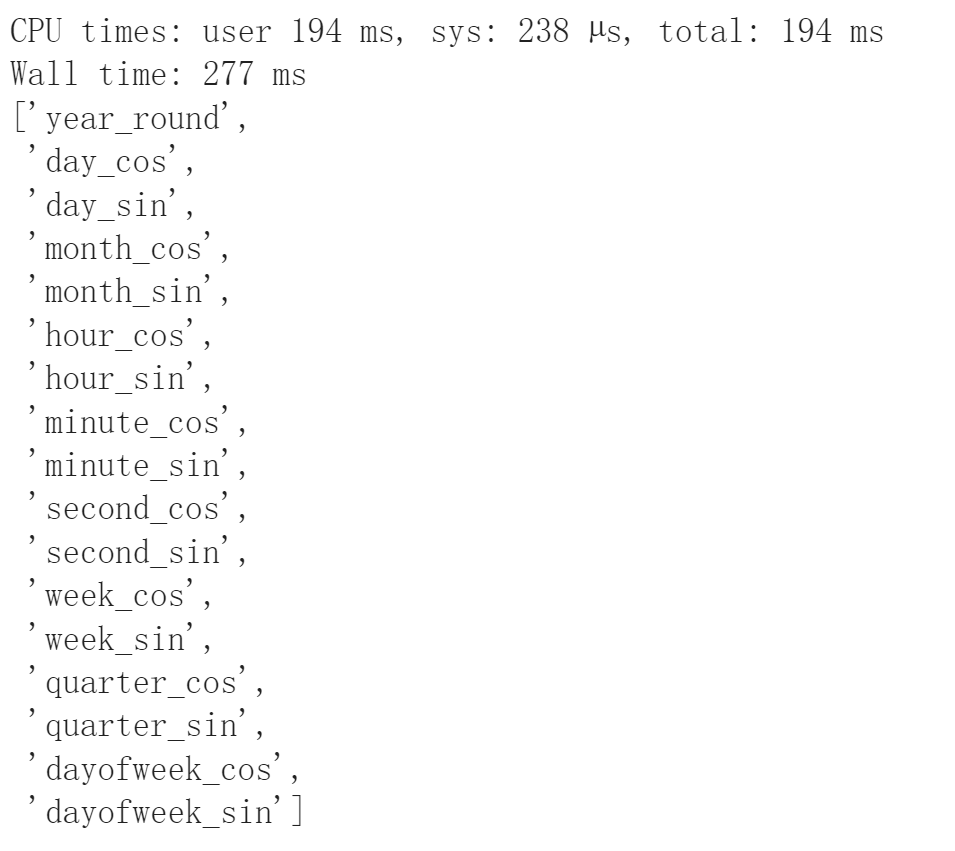 CPU times: user 194 ms, sys: 238 μs, total: 194 ms
Wall time: 277 ms
['year_round',
 'day_cos',
 'day_sin',
 'month_cos',
 'month_sin',
 'hour_cos',
 'hour_sin',
 'minute_cos',
 'minute_sin',
 'second_cos',
 'second_sin',
 'week_cos',
 'week_sin',
 'quarter_cos',
 'quarter_sin',
 'dayofweek_cos',
 'dayofweek_sin']